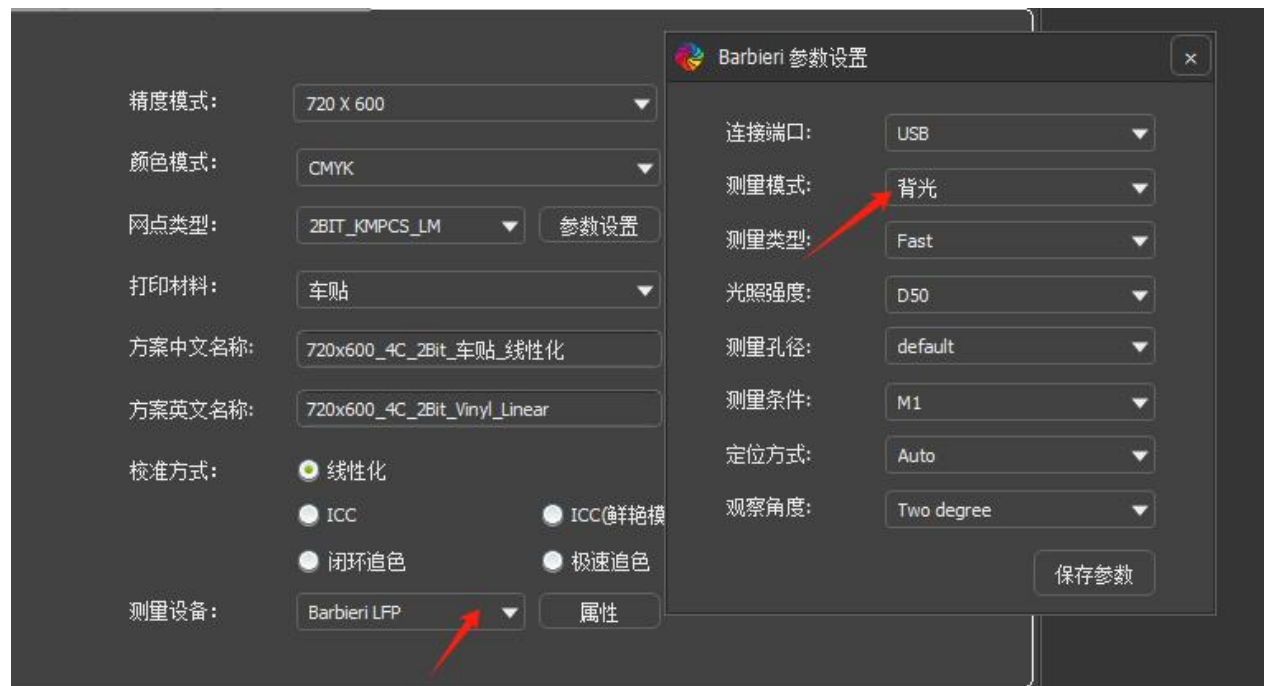 精度模式： 720 X 600
颜色模式： CMYK
网点类型： 2BIT_KMPCS_LM 参数设置
打印材料： 车贴
方案中文名称: 720x600_4C_2Bit_车贴_线性化
方案英文名称: 720x600_4C_2Bit_Vinyl_Linear
校准方式： 线性化
ICC ICC(鲜艳模
闭环追色 极速追色
测量设备： Barbieri LFP 属性
Barbieri 参数设置 ×
连接端口: USB
测量模式: 背光
测量类型: Fast
光照强度: D50
测量孔径: default
测量条件: M1
定位方式: Auto
观察角度: Two degree
保存参数